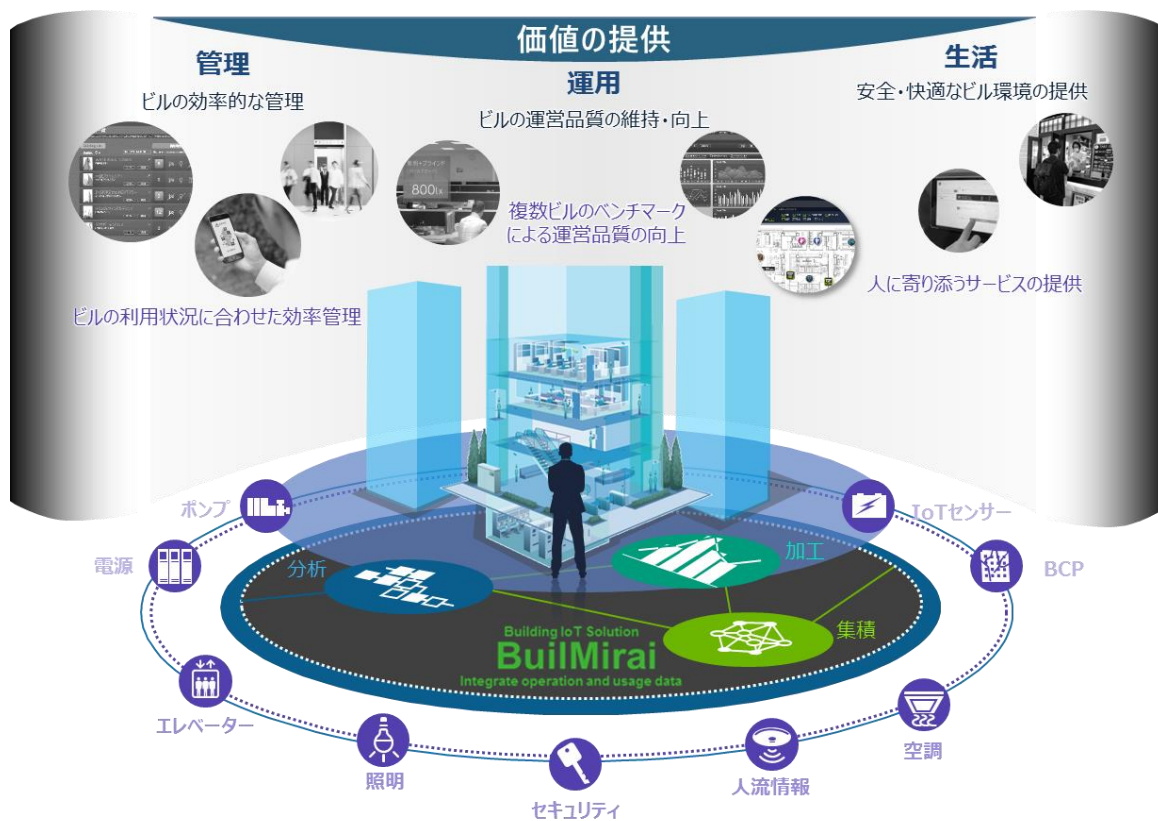 価値の提供
管理
ビルの効率的な管理
運用
ビルの運営品質の維持・向上
生活
安全・快適なビル環境の提供
800Lx
複数ビルのベンチマーク
による運営品質の向上
ビルの利用状況に合わせた効率管理
人に寄り添うサービスの提供
ポンプ
IoTセンサー
電源
BCP
分析
加工
集積
Building IoT Solution
BuilMirai
Integrate operation and usage data
エレベーター
空調
照明
人流情報
セキュリティ